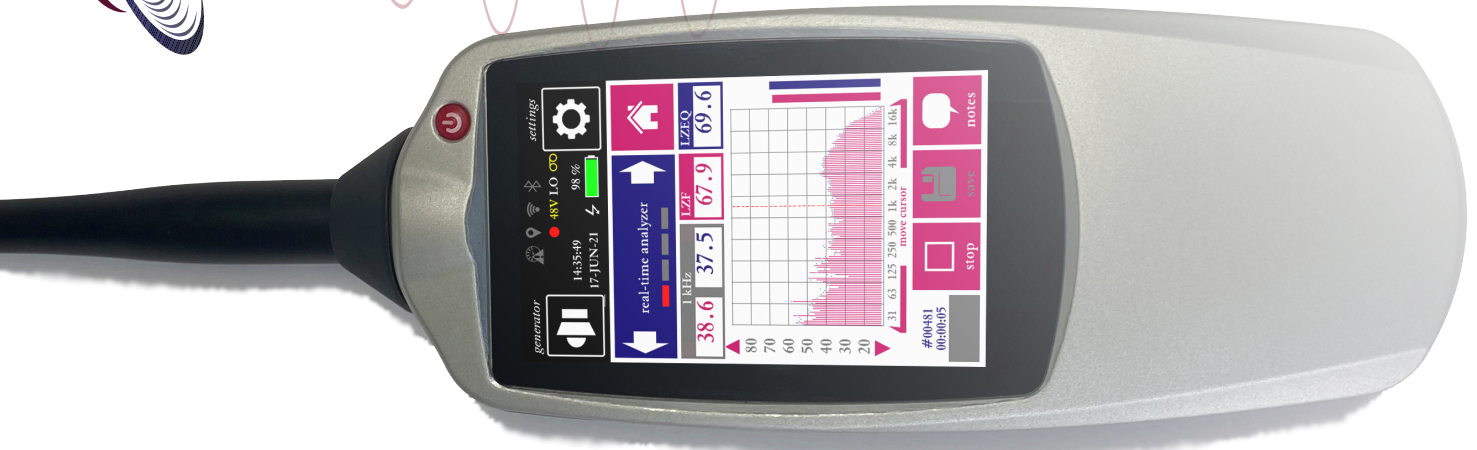 generator
settings
48V LO
14:35:49
17-JUN-21
98 %
real-time analyzer
1 kHz
LZF
LZEQ
38.6
37.5
67.9
69.6
80
70
60
50
40
30
20
31 63 125 250 500 1k 2k 4k 8k 16k
move cursor
#00481
00:00:05
stop
save
notes